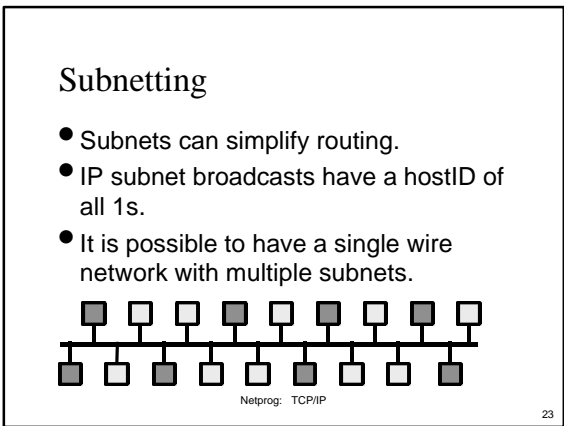 Subnetting
• Subnets can simplify routing.
• IP subnet broadcasts have a hostID of
all 1s.
• It is possible to have a single wire
network with multiple subnets.
Netprog: TCP/IP
23